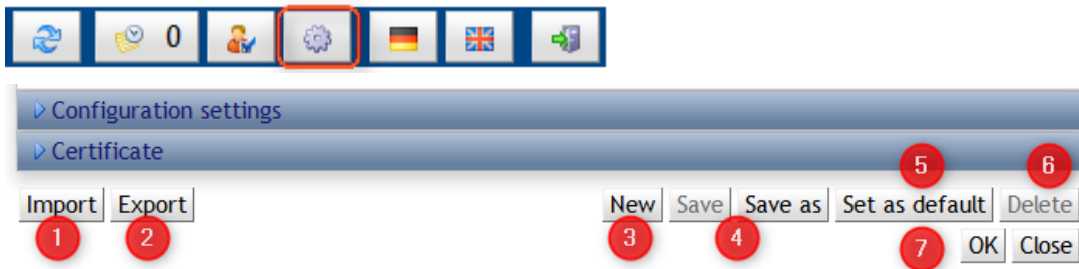 0
Configuration settings
Certificate
5 6
Import Export New Save Save as Set as default Delete
1 2 3 4 7 OK Close